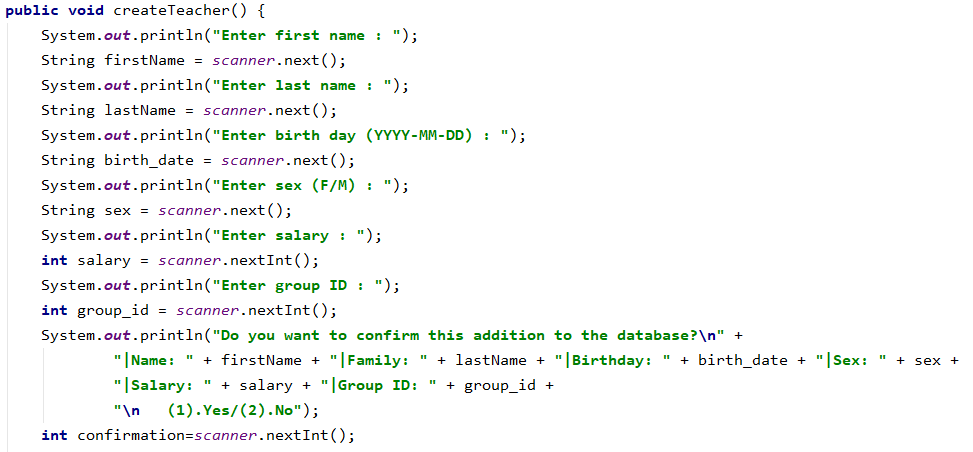 public void createTeacher() {
    System.out.println("Enter first name : ");
    String firstName = scanner.next();
    System.out.println("Enter last name : ");
    String lastName = scanner.next();
    System.out.println("Enter birth day (YYYY-MM-DD) : ");
    String birth_date = scanner.next();
    System.out.println("Enter sex (F/M) : ");
    String sex = scanner.next();
    System.out.println("Enter salary : ");
    int salary = scanner.nextInt();
    System.out.println("Enter group ID : ");
    int group_id = scanner.nextInt();
    System.out.println("Do you want to confirm this addition to the database?\n" +
            "|Name: " + firstName + "|Family: " + lastName + "|Birthday: " + birth_date + "|Sex: " + sex +
            "|Salary: " + salary + "|Group ID: " + group_id +
            "\n   (1).Yes/(2).No");
    int confirmation=scanner.nextInt();